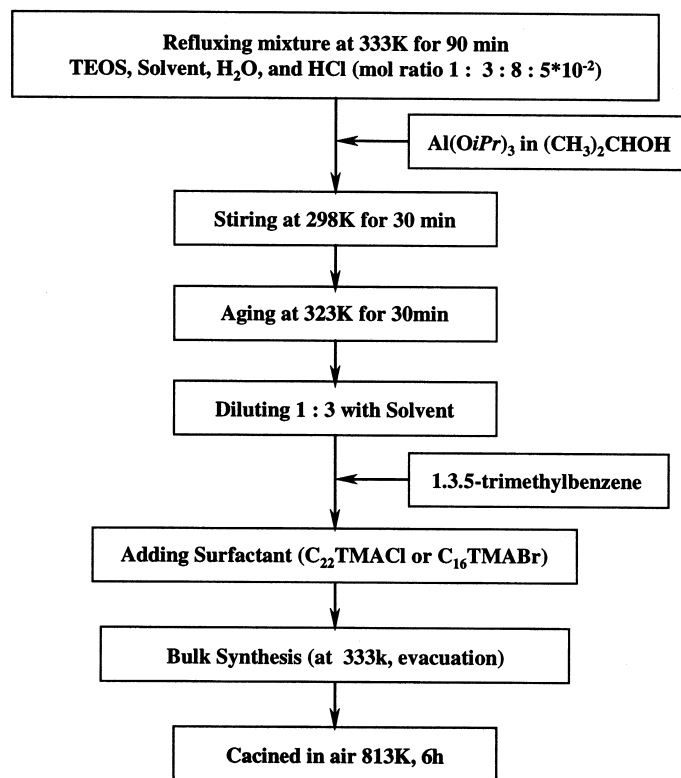 Refluxing mixture at 333K for 90 min
TEOS, Solvent, H₂O, and HCl (mol ratio 1 : 3 : 8 : 5*10⁻²)
Al(OiPr)₃ in (CH₃)₂CHOH
Stiring at 298K for 30 min
Aging at 323K for 30min
Diluting 1 : 3 with Solvent
1.3.5-trimethylbenzene
Adding Surfactant (C₂₂TMACl or C₁₆TMABr)
Bulk Synthesis (at 333k, evacuation)
Cacined in air 813K, 6h